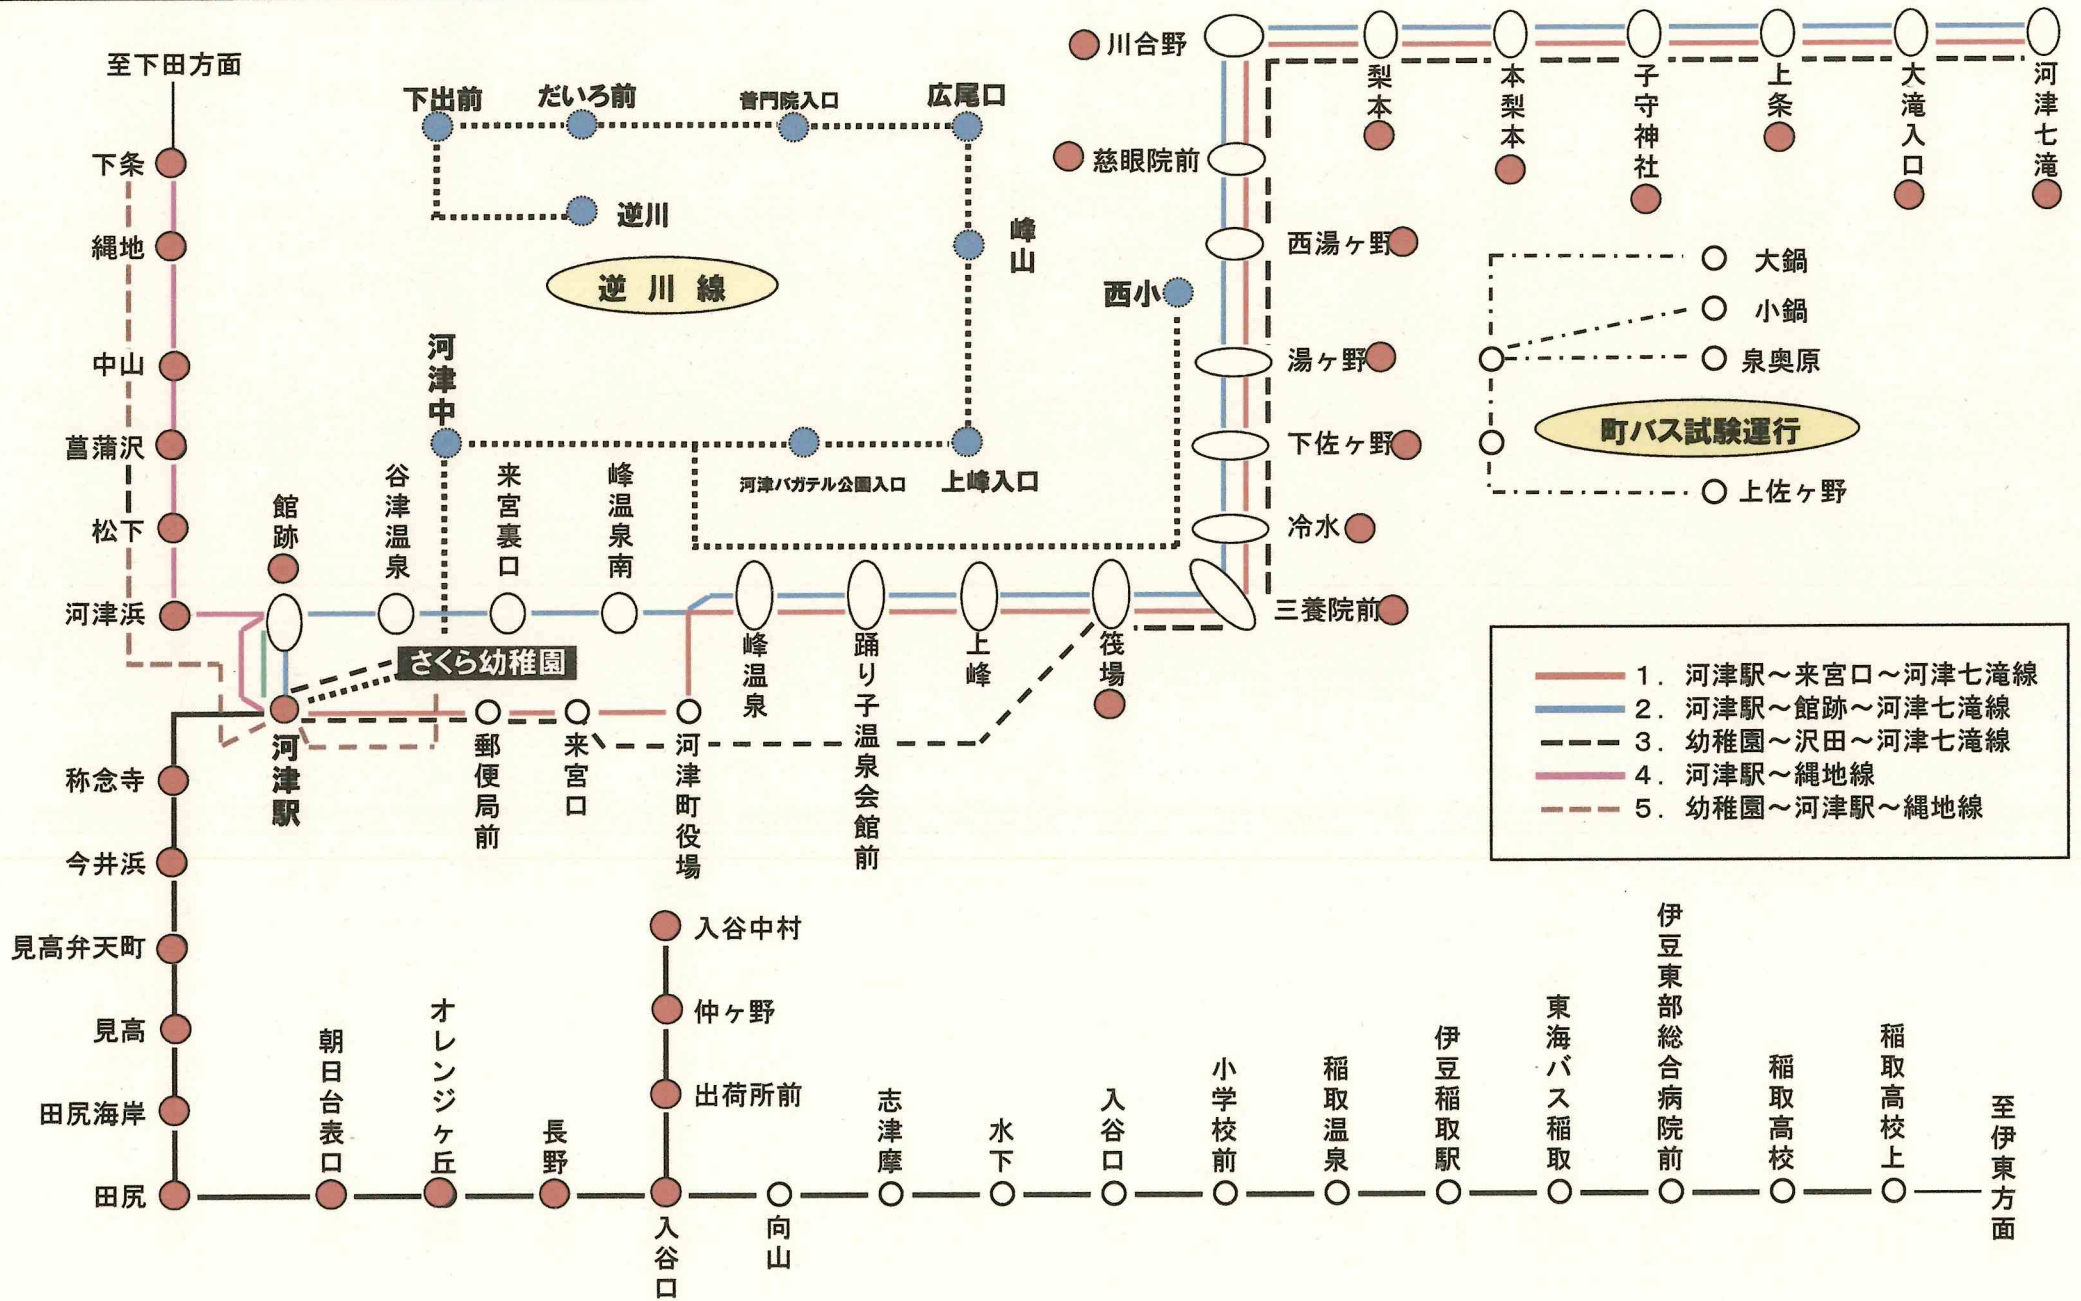 川合野
梨本
本梨本
子守神社
上条
大滝入口
河津七滝
至下田方面
下出前
だいろ前
普門院入口
広尾口
下条
慈眼院前
縄地
逆川
峰山
西湯ヶ野
大鍋
逆川線
西小
小鍋
中山
河津中
湯ヶ野
泉奥原
町バス試験運行
菖蒲沢
下佐ヶ野
河津バガテル公園入口
上峰入口
上佐ヶ野
松下
館跡
谷津温泉
来宮裏口
峰温泉南
冷水
河津浜
三養院前
さくら幼稚園
峰温泉
踊り子温泉会館前
上峰
筏場
河津駅
郵便局前
来宮口
河津町役場
1. 河津駅～来宮口～河津七滝線
2. 河津駅～館跡～河津七滝線
3. 幼稚園～沢田～河津七滝線
4. 河津駅～縄地線
5. 幼稚園～河津駅～縄地線
称念寺
今井浜
見高弁天町
見高
田尻海岸
田尻
入谷中村
仲ヶ野
出荷所前
朝日台表口
オレンジヶ丘
長野
入谷口
向山
志津摩
水下
入谷口
小学校前
稲取温泉
伊豆稲取駅
東海バス稲取
伊豆東部総合病院前
稲取高校
稲取高校上
至伊東方面